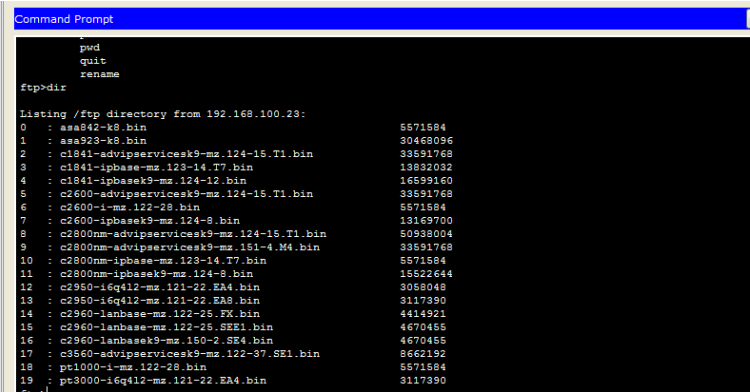 Command Prompt
pwd
quit
rename
ftp>dir
Listing /ftp directory from 192.168.100.23:
0 : asa842-k8.bin 5571584
1 : asa923-k8.bin 30468096
2 : c1841-advipservicesk9-mz.124-15.T1.bin 33591768
3 : c1841-ipbase-mz.123-14.T7.bin 13832032
4 : c1841-ipbasek9-mz.124-12.bin 16599160
5 : c2600-advipservicesk9-mz.124-15.T1.bin 33591768
6 : c2600-i-mz.122-28.bin 5571584
7 : c2600-ipbasek9-mz.124-8.bin 13169700
8 : c2800nm-advipservicesk9-mz.124-15.T1.bin 50938004
9 : c2800nm-advipservicesk9-mz.151-4.M4.bin 33591768
10 : c2800nm-ipbase-mz.123-14.T7.bin 5571584
11 : c2800nm-ipbasek9-mz.124-8.bin 15522644
12 : c2950-i6q4l2-mz.121-22.EA4.bin 3058048
13 : c2950-i6q4l2-mz.121-22.EA8.bin 3117390
14 : c2960-lanbase-mz.122-25.FX.bin 4414921
15 : c2960-lanbase-mz.122-25.SEE1.bin 4670455
16 : c2960-lanbasek9-mz.150-2.SE4.bin 4670455
17 : c3560-advipservicesk9-mz.122-37.SE1.bin 8662192
18 : pt1000-i-mz.122-28.bin 5571584
19 : pt3000-i6q4l2-mz.121-22.EA4.bin 3117390